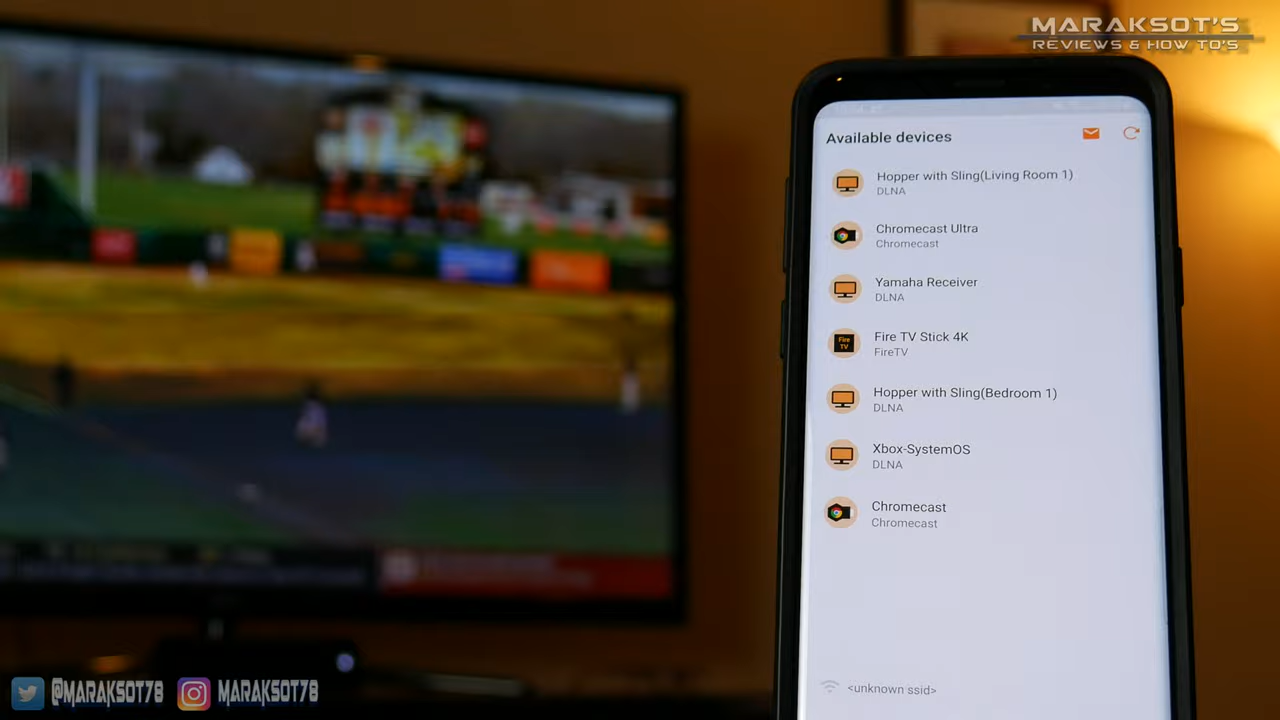 MARAKSOT'S
REVIEWS & HOW TO'S
Available devices
Hopper with Sling(Living Room 1)
DLNA
Chromecast Ultra
Chromecast
Yamaha Receiver
DLNA
Fire TV
Fire TV Stick 4K
FireTV
Hopper with Sling(Bedroom 1)
DLNA
Xbox-SystemOS
DLNA
Chromecast
Chromecast
<unknown ssid>
@MARAKSOT78
MARAKSOT78